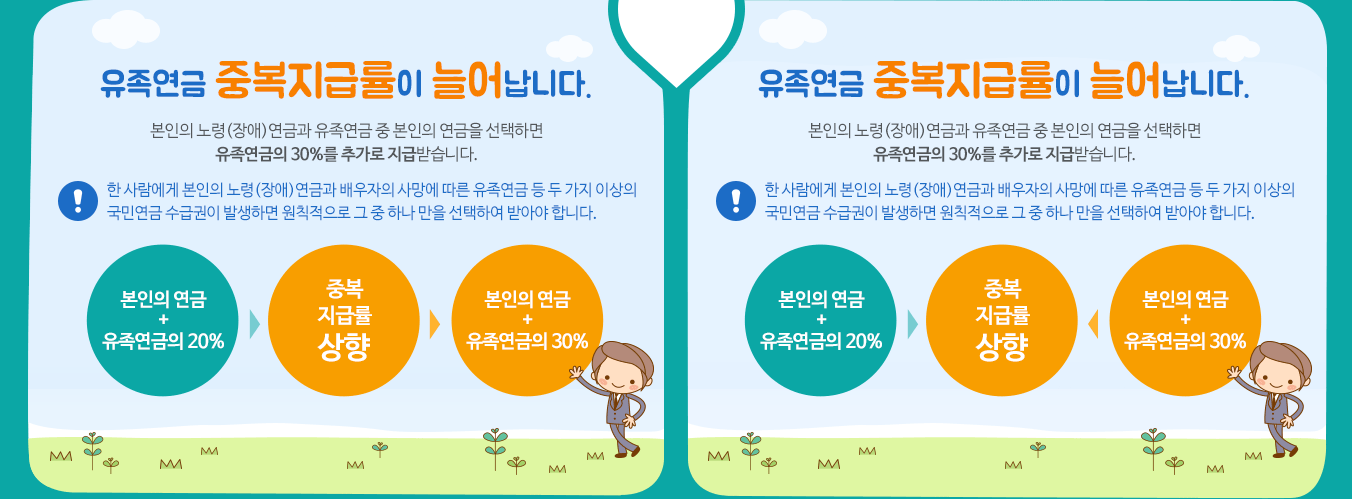 유족연금 중복지급률이 늘어납니다.
본인의 노령(장애)연금과 유족연금 중 본인의 연금을 선택하면
유족연금의 30%를 추가로 지급받습니다.
한 사람에게 본인의 노령(장애)연금과 배우자의 사망에 따른 유족연금 등 두 가지 이상의
국민연금 수급권이 발생하면 원칙적으로 그 중 하나 만을 선택하여 받아야 합니다.
본인의 연금
+
유족연금의 20%
중복
지급률
상향
본인의 연금
+
유족연금의 30%
유족연금 중복지급률이 늘어납니다.
본인의 노령(장애)연금과 유족연금 중 본인의 연금을 선택하면
유족연금의 30%를 추가로 지급받습니다.
한 사람에게 본인의 노령(장애)연금과 배우자의 사망에 따른 유족연금 등 두 가지 이상의
국민연금 수급권이 발생하면 원칙적으로 그 중 하나 만을 선택하여 받아야 합니다.
본인의 연금
+
유족연금의 20%
중복
지급률
상향
본인의 연금
+
유족연금의 30%